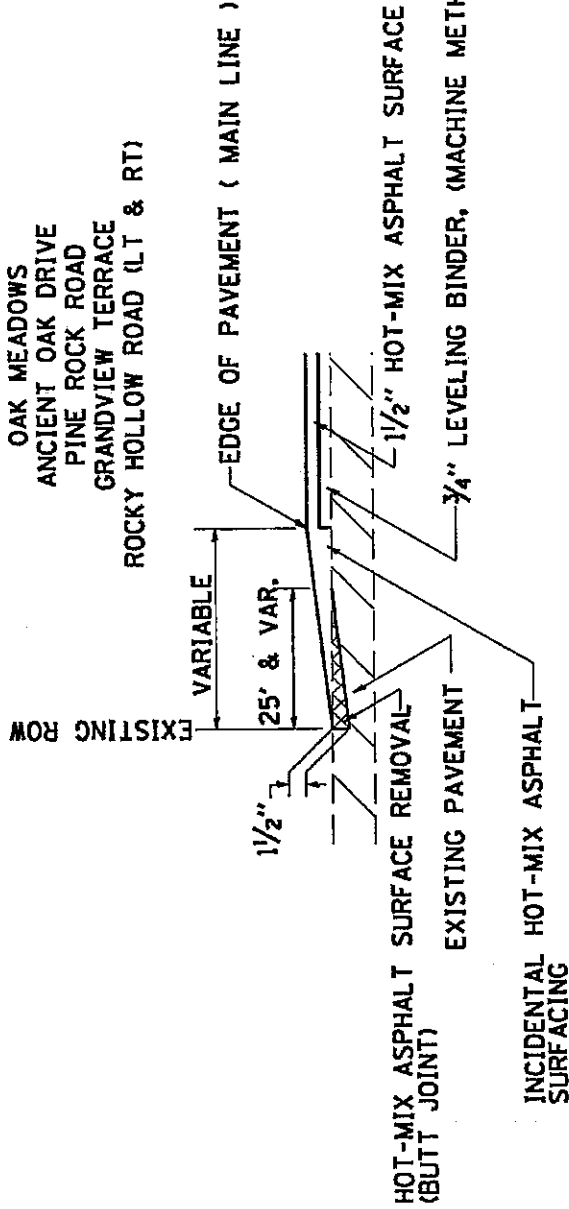 OAK MEADOWS
ANCIENT OAK DRIVE
PINE ROCK ROAD
GRANDVIEW TERRACE
ROCKY HOLLOW ROAD (LT & RT)
EDGE OF PAVEMENT ( MAIN LINE )
VARIABLE
25' & VAR.
EXISTING ROW
1½"
1½" HOT-MIX ASPHALT SURFACE
¾" LEVELING BINDER, (MACHINE
HOT-MIX ASPHALT SURFACE REMOVAL
(BUTT JOINT)
EXISTING PAVEMENT
INCIDENTAL HOT-MIX ASPHALT
SURFACING